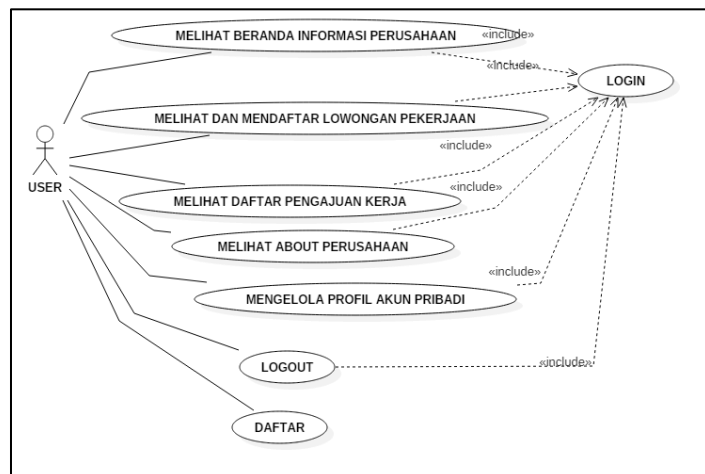 MELIHAT BERANDA INFORMASI PERUSAHAAN
«include»
«include»
LOGIN
MELIHAT DAN MENDAFTAR LOWONGAN PEKERJAAN
«include»
USER
«include»
MELIHAT DAFTAR PENGAJUAN KERJA
MELIHAT ABOUT PERUSAHAAN
«include»
MENGELOLA PROFIL AKUN PRIBADI
«include»
LOGOUT
DAFTAR